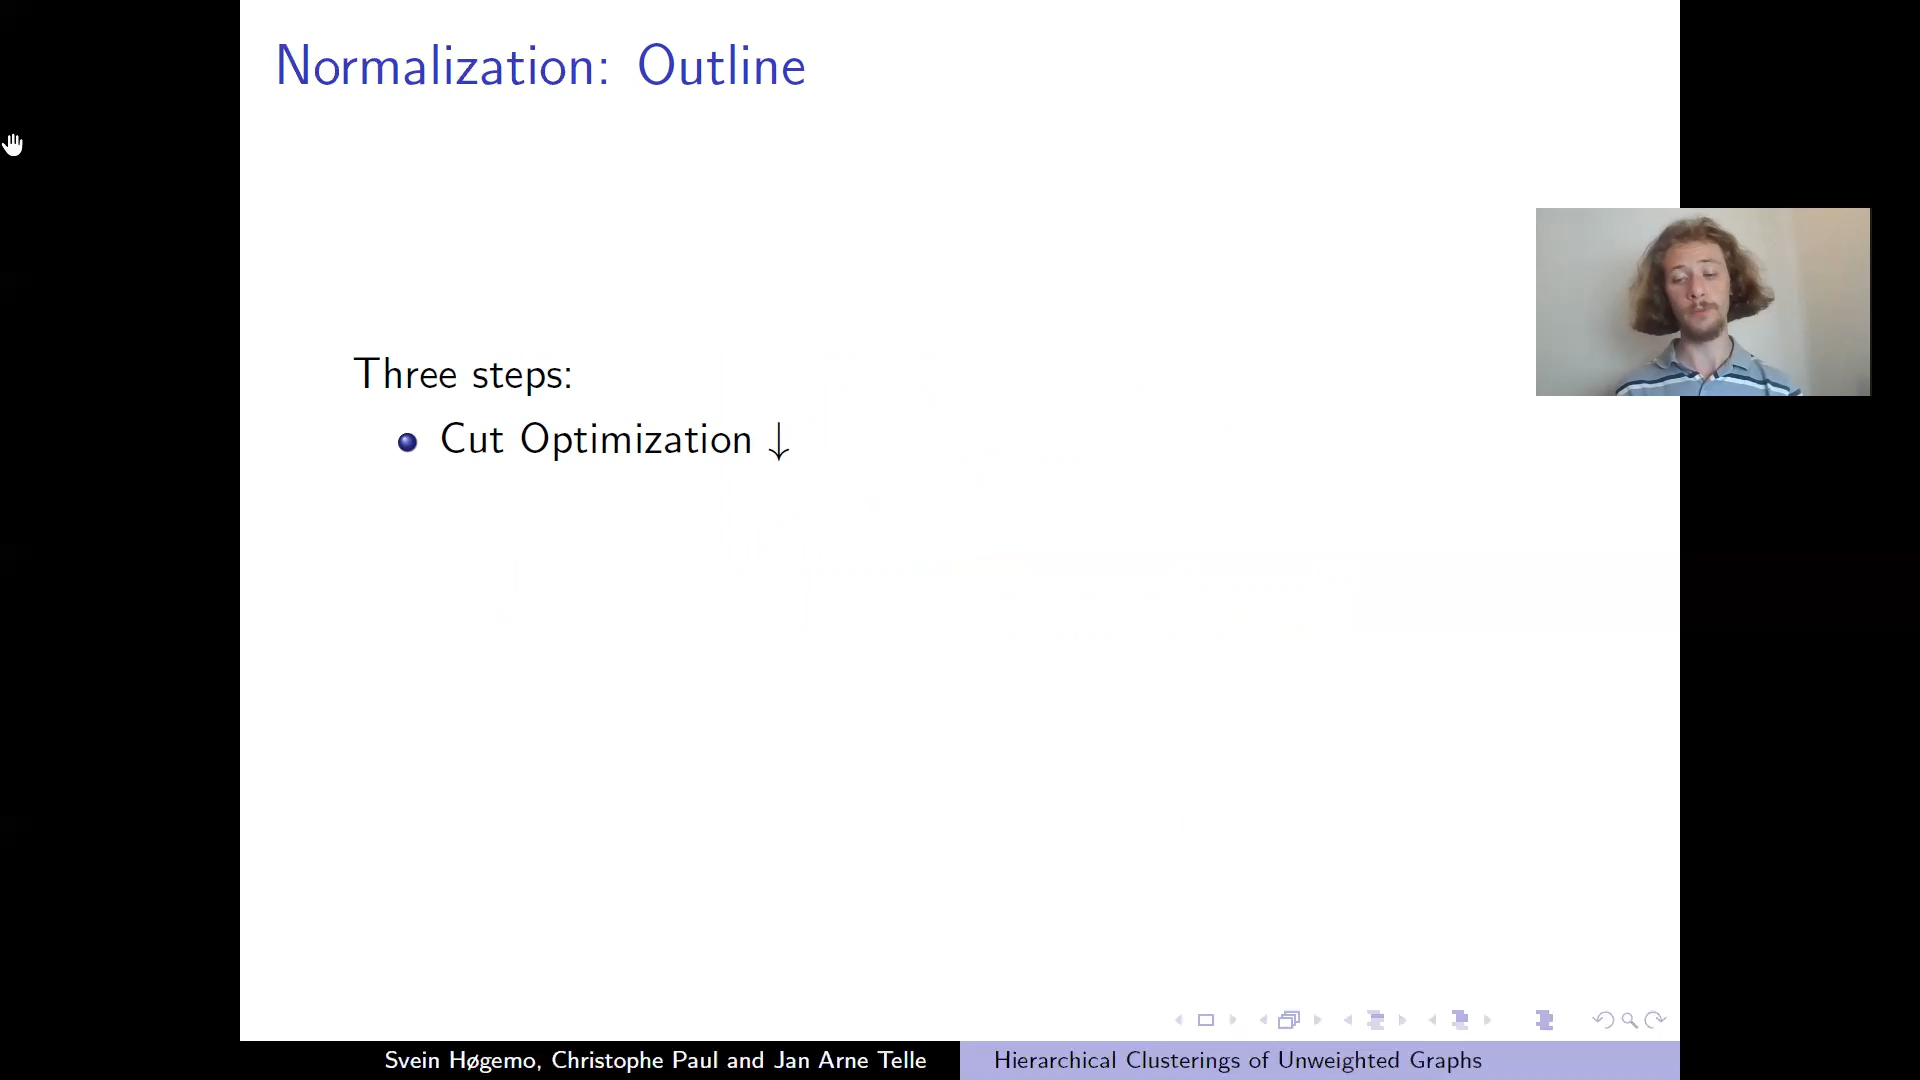 Normalization: Outline
Three steps:
Cut Optimization ↓
Svein Høgemo, Christophe Paul and Jan Arne Telle
Hierarchical Clusterings of Unweighted Graphs